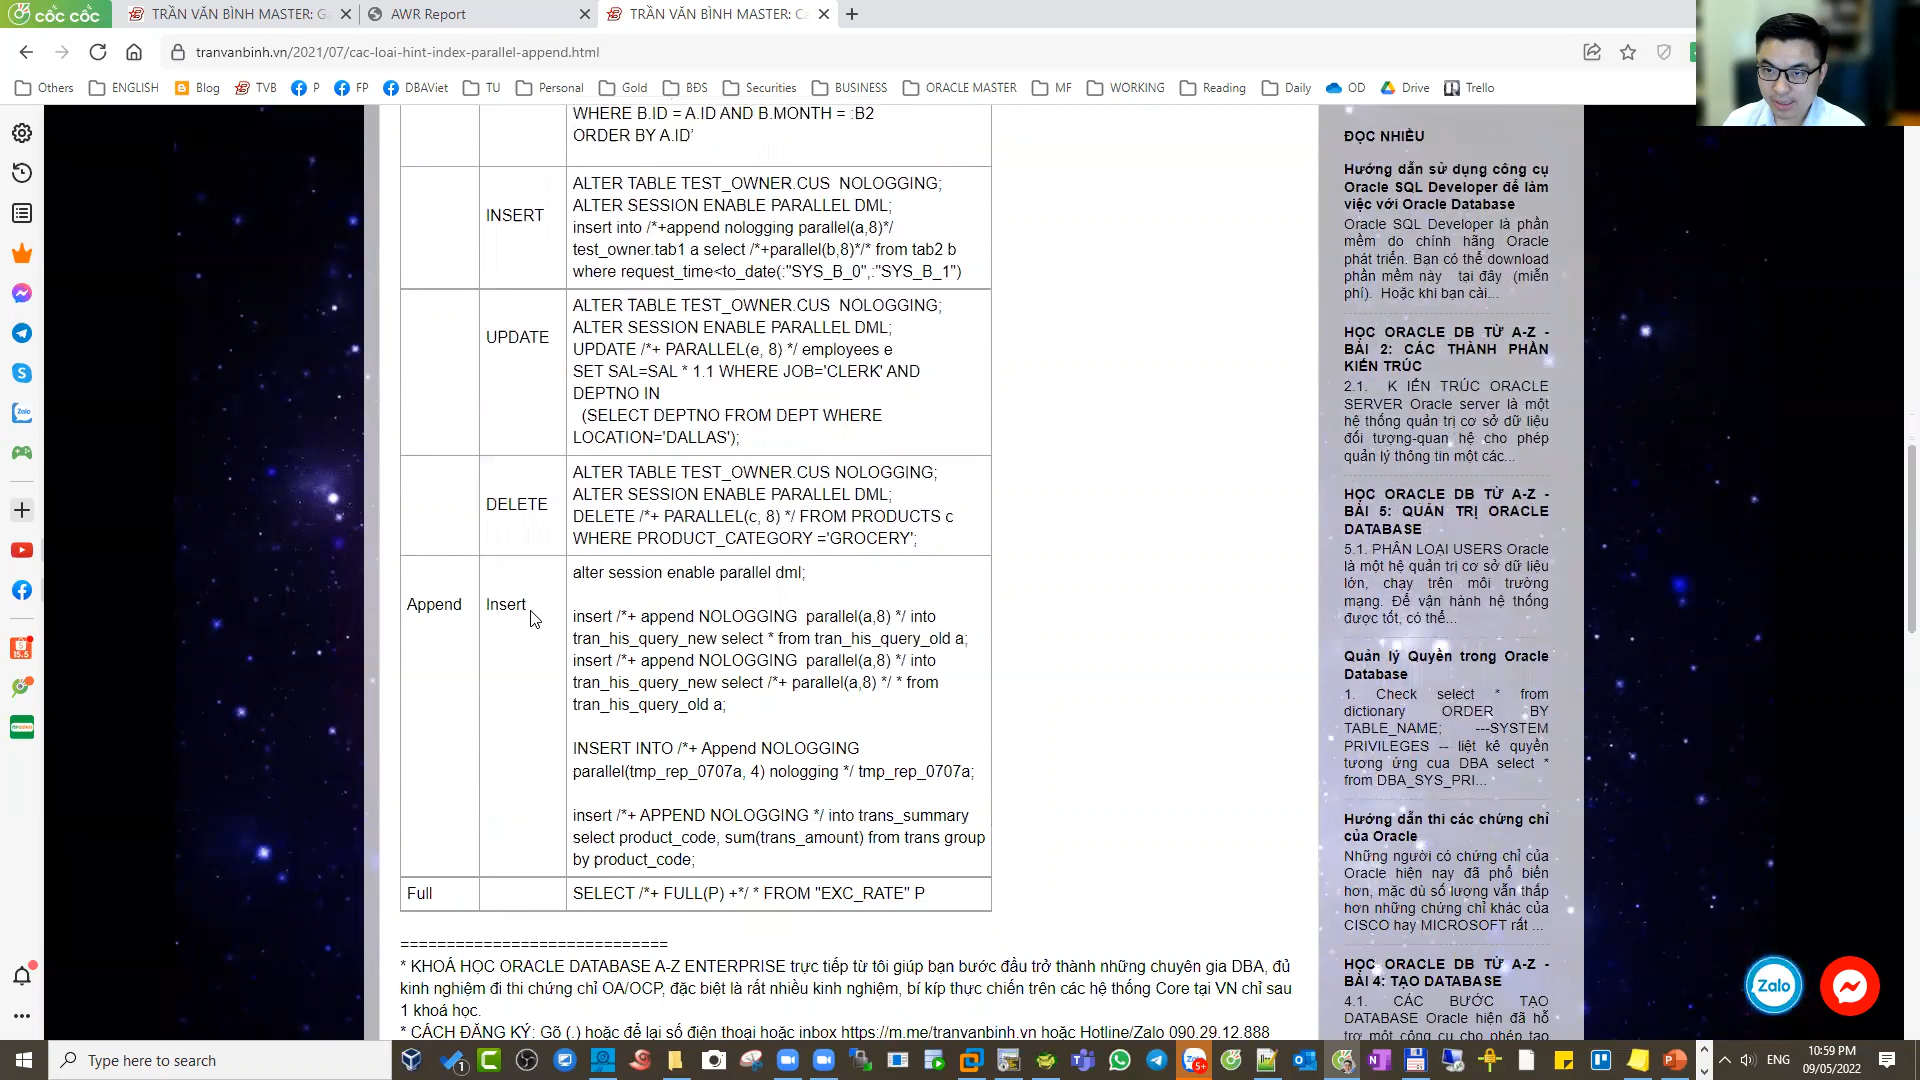 cốc cốc
TRẦN VĂN BÌNH MASTER: G
AWR Report
TRẦN VĂN BÌNH MASTER: Cá
tranvanbinh.vn/2021/07/cac-loai-hint-index-parallel-append.html
Others ENGLISH Blog TVB P FP DBAViet TU Personal Gold BĐS Securities BUSINESS ORACLE MASTER MF WORKING Reading Daily OD Drive Trello
WHERE B.ID = A.ID AND B.MONTH = :B2
ORDER BY A.ID’
INSERT
ALTER TABLE TEST_OWNER.CUS NOLOGGING;
ALTER SESSION ENABLE PARALLEL DML;
insert into /*+append nologging parallel(a,8)*/
test_owner.tab1 a select /*+parallel(b,8)*/* from tab2 b
where request_time<to_date(:"SYS_B_0",:"SYS_B_1")
UPDATE
ALTER TABLE TEST_OWNER.CUS NOLOGGING;
ALTER SESSION ENABLE PARALLEL DML;
UPDATE /*+ PARALLEL(e, 8) */ employees e
SET SAL=SAL * 1.1 WHERE JOB='CLERK' AND
DEPTNO IN
(SELECT DEPTNO FROM DEPT WHERE
LOCATION='DALLAS');
DELETE
ALTER TABLE TEST_OWNER.CUS NOLOGGING;
ALTER SESSION ENABLE PARALLEL DML;
DELETE /*+ PARALLEL(c, 8) */ FROM PRODUCTS c
WHERE PRODUCT_CATEGORY ='GROCERY';
Append
Insert
alter session enable parallel dml;
insert /*+ append NOLOGGING parallel(a,8) */ into
tran_his_query_new select * from tran_his_query_old a;
insert /*+ append NOLOGGING parallel(a,8) */ into
tran_his_query_new select /*+ parallel(a,8) */ * from
tran_his_query_old a;
INSERT INTO /*+ Append NOLOGGING
parallel(tmp_rep_0707a, 4) nologging */ tmp_rep_0707a;
insert /*+ APPEND NOLOGGING */ into trans_summary
select product_code, sum(trans_amount) from trans group
by product_code;
Full
SELECT /*+ FULL(P) +*/ * FROM "EXC_RATE" P
=============================
* KHOÁ HỌC ORACLE DATABASE A-Z ENTERPRISE trực tiếp từ tôi giúp bạn bước đầu trở thành những chuyên gia DBA, đủ
kinh nghiệm đi thi chứng chỉ OA/OCP, đặc biệt là rất nhiều kinh nghiệm, bí kíp thực chiến trên các hệ thống Core tại VN chỉ sau
1 khoá học.
* CÁCH ĐĂNG KÝ: Gõ (.) hoặc để lại số điện thoại hoặc inbox https://m.me/tranvanbinh.vn hoặc Hotline/Zalo 090.29.12.888
ĐỌC NHIỀU
Hướng dẫn sử dụng công cụ
Oracle SQL Developer để làm
việc với Oracle Database
Oracle SQL Developer là phần
mềm do chính hãng Oracle
phát triển. Bạn có thể download
phần mềm này tại đây (miễn
phí). Hoặc khi bạn cài...
HỌC ORACLE DB TỪ A-Z -
BÀI 2: CÁC THÀNH PHẦN
KIẾN TRÚC
2.1. K IẾN TRÚC ORACLE
SERVER Oracle server là một
hệ thống quản trị cơ sở dữ liệu
đối tượng-quan hệ cho phép
quản lý thông tin một các...
HỌC ORACLE DB TỪ A-Z -
BÀI 5: QUẢN TRỊ ORACLE
DATABASE
5.1. PHÂN LOẠI USERS Oracle
là một hệ quản trị cơ sở dữ liệu
lớn, chạy trên môi trường
mạng. Để vận hành hệ thống
được tốt, có thể...
Quản lý Quyền trong Oracle
Database
1. Check select * from
dictionary ORDER BY
TABLE_NAME; ---SYSTEM
PRIVILEGES -- liệt kê quyền
tương ứng cua DBA select *
from DBA_SYS_PRI...
Hướng dẫn thi các chứng chỉ
của Oracle
Những người có chứng chỉ của
Oracle hiện nay đã phổ biến
hơn, mặc dù số lượng vẫn thấp
hơn những chứng chỉ khác của
CISCO hay MICROSOFT rất ...
HỌC ORACLE DB TỪ A-Z -
BÀI 4: TẠO DATABASE
4.1. CÁC BƯỚC TẠO
DATABASE Oracle hiện đã hỗ
trợ một công cụ cho phép tạo
Zalo
Zalo
15.5
Type here to search
1
5+
ENG
10:59 PM
09/05/2022